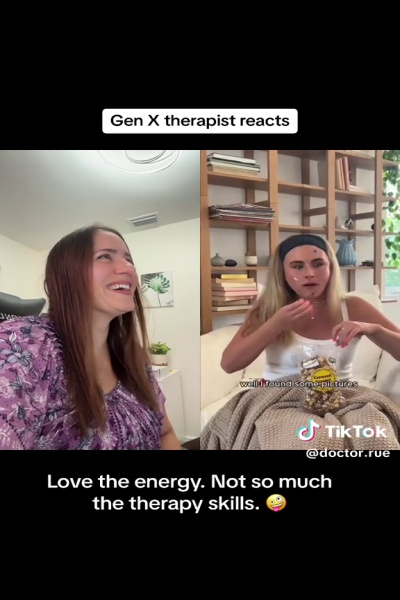 Gen X therapist reacts
well I found some pictures
TikTok
@doctor.rue
Love the energy. Not so much
the therapy skills. 🤪